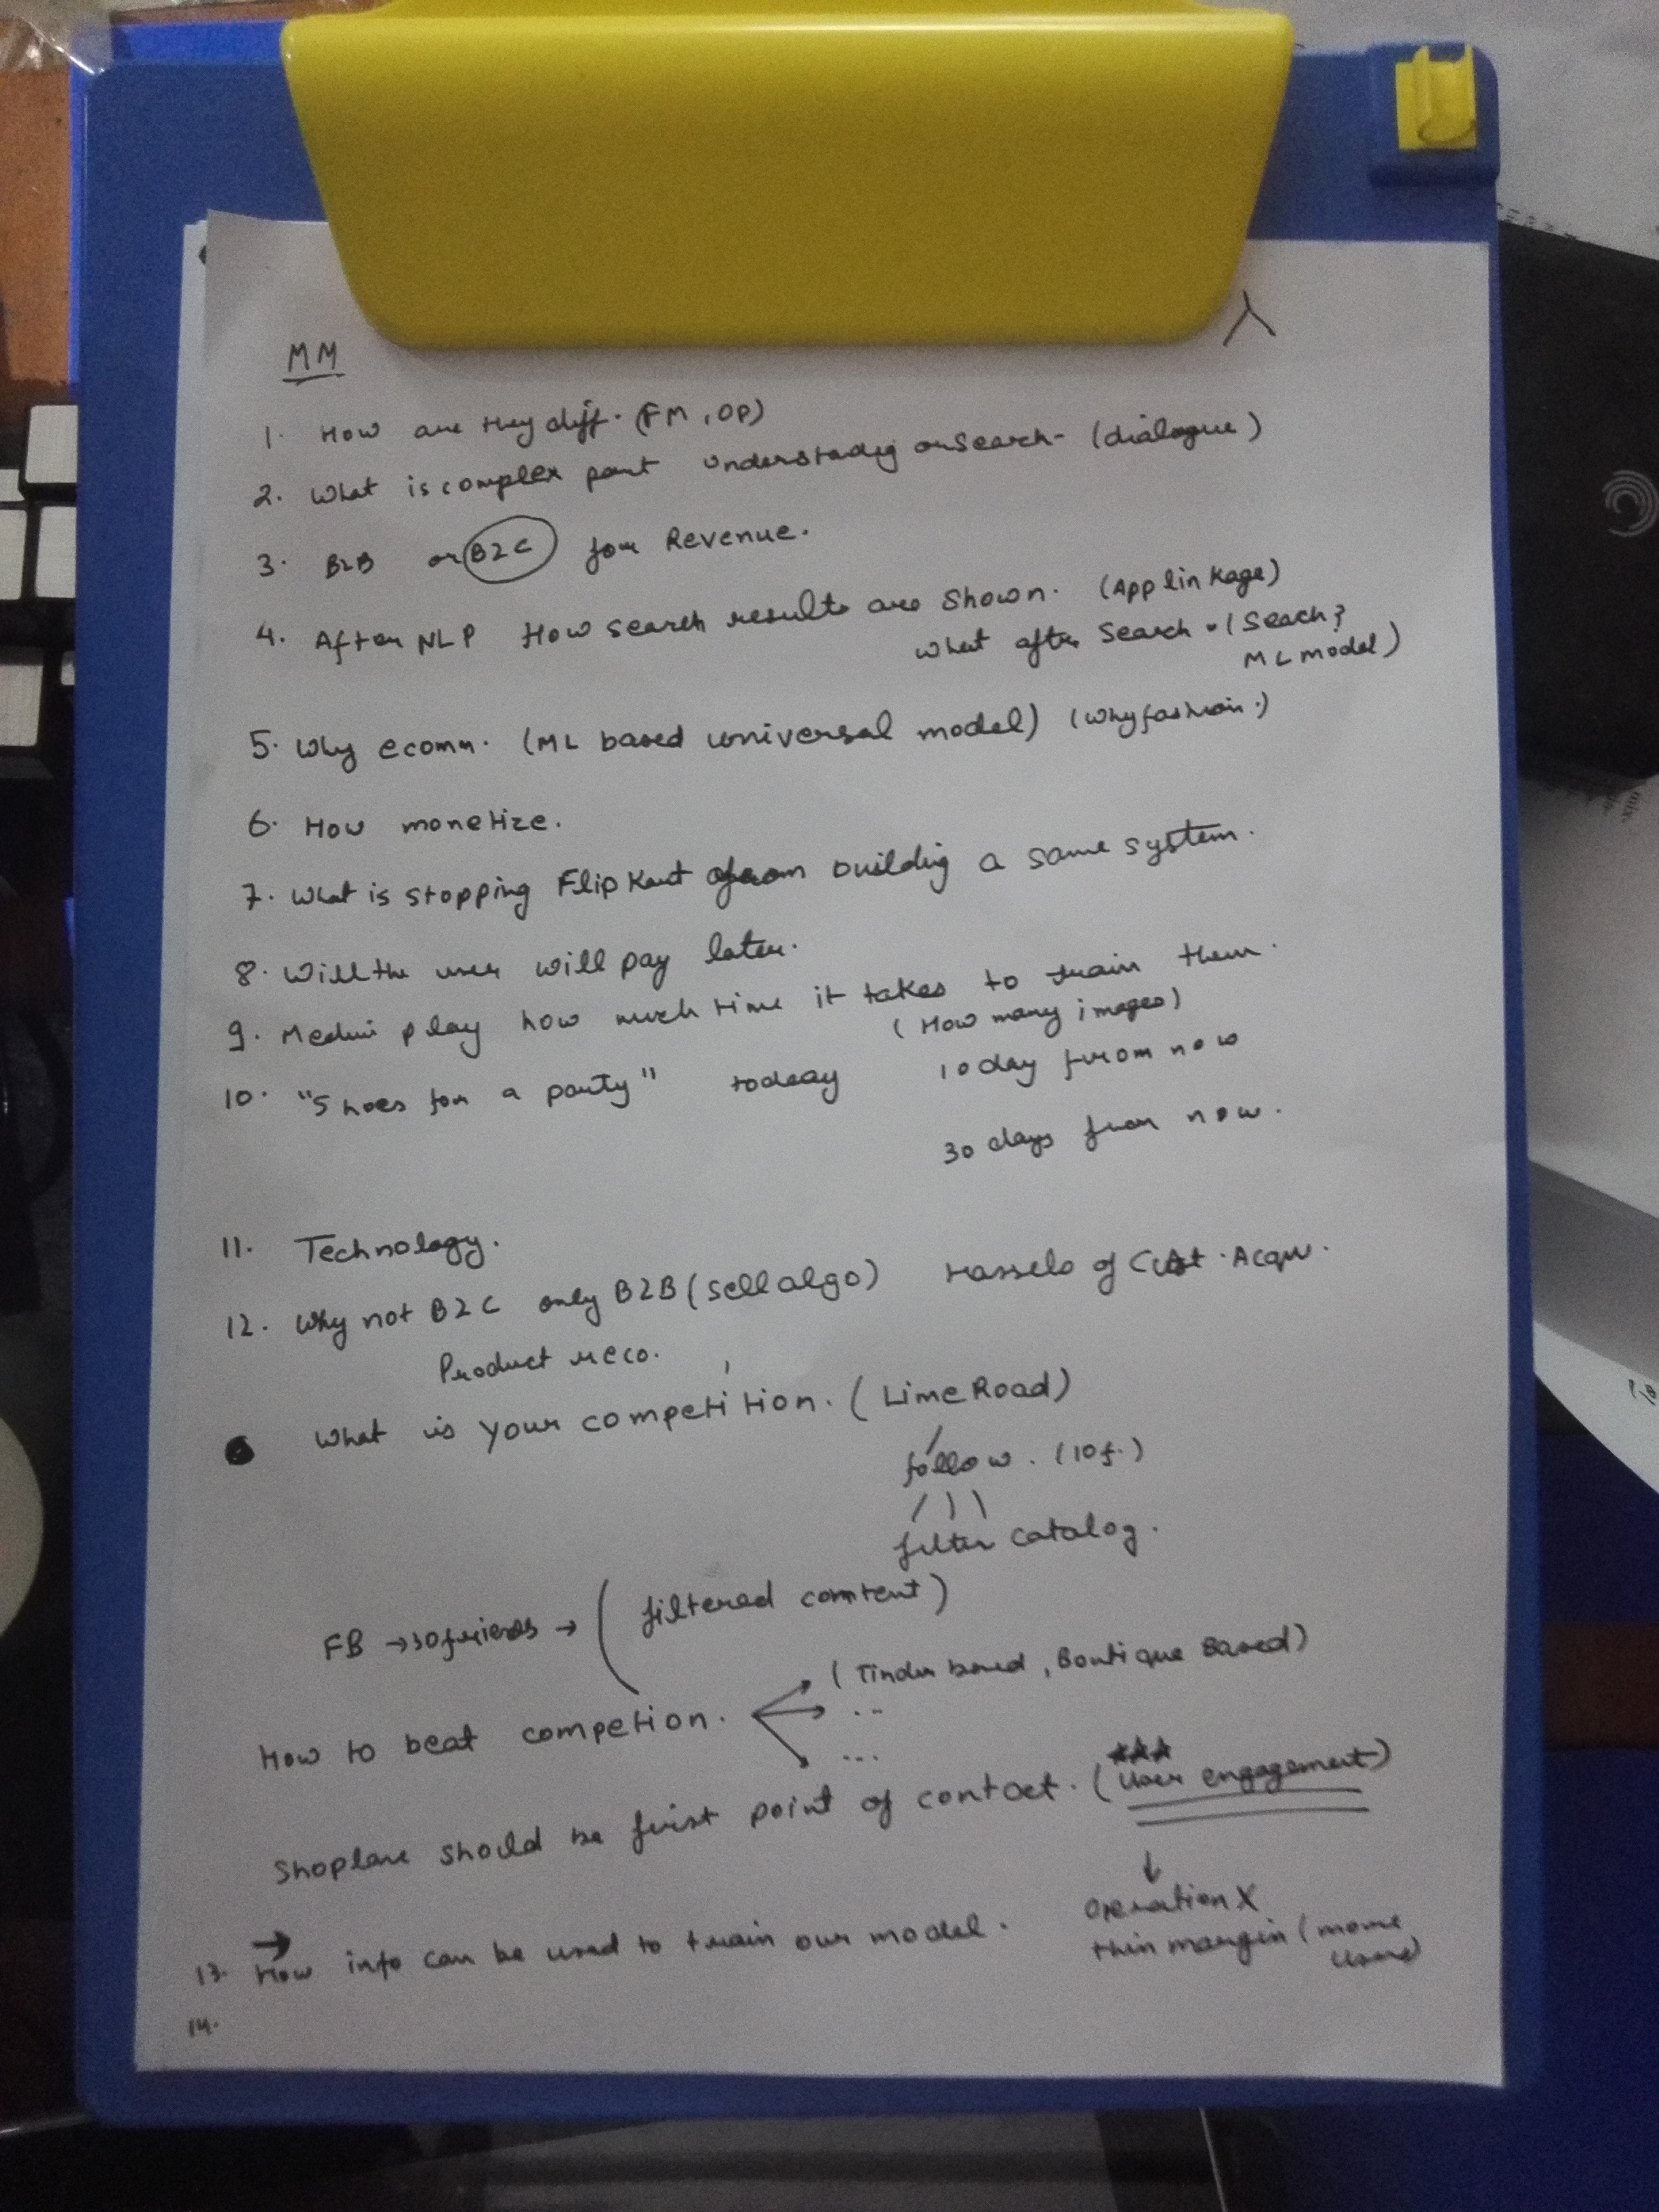 MM
1. How are they diff. (FM, OP)
2. What is complex part understadig or search - (dialogue)
3. B2B or B2C for Revenue.
4. After NLP How search results are shown. (App linkage)
what after search. (Seach?
ML model)
5. Why ecomm. (ML based universal model) (why fashion.)
6. How monetize.
7. What is stopping Flipkart from building a same system.
8. Will the user will pay later.
9. play how much time it takes to train them.
(How many images)
10. "Shoes for a party" today 10 day from now
30 days from now.
11. Technology.
12. Why not B2C only B2B (sell algo) Hassels of Cust. Acqu.
Product reco.
What is your competition. (LimeRoad)
follow. (10 f.)
filter catalog.
FB → 30 friends → (filtered content)
How to beat competion. (Tinder based, Boutique Based)
..
...
Shoplane should be first point of contact. (User engagement)
Operation X
thin margin (more
users)
13. → How info can be used to train our model.
14.